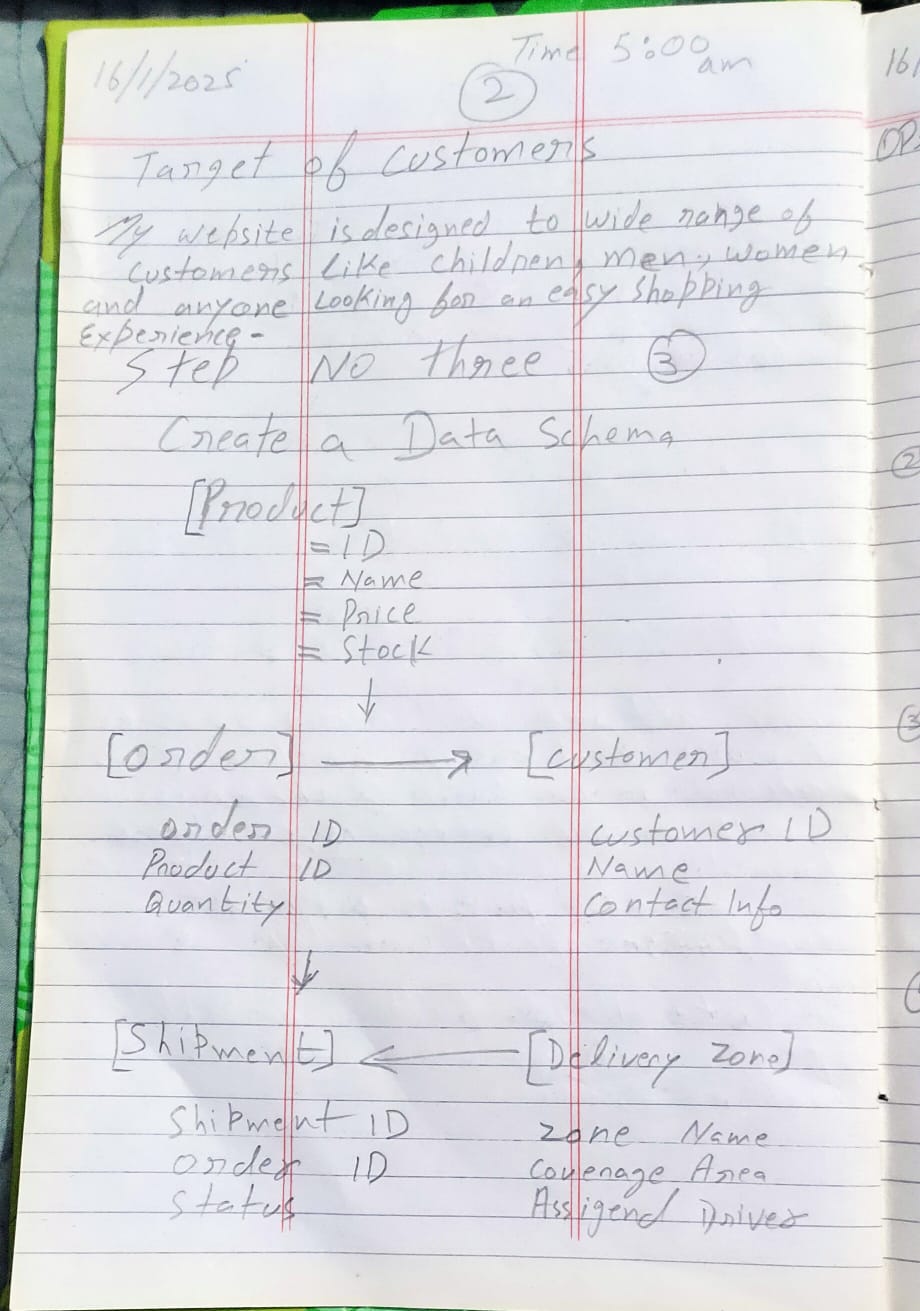 16/1/2025
Time 5:00 am
2
Target of customers
My website is designed to wide range of
customers like children, men, women
and anyone looking for an easy shopping
Experience-
Step No three 3
Create a Data Schema
[Product]
= ID
= Name
= Price
= Stock
↓
[order] → [customer]
order ID customer ID
Product ID Name
Quantity Contact Info
↓
[Shipment] ← [Delivery Zone]
Shipment ID Zone Name
order ID Coverage Area
Status Assigend Driver
16/
2
3